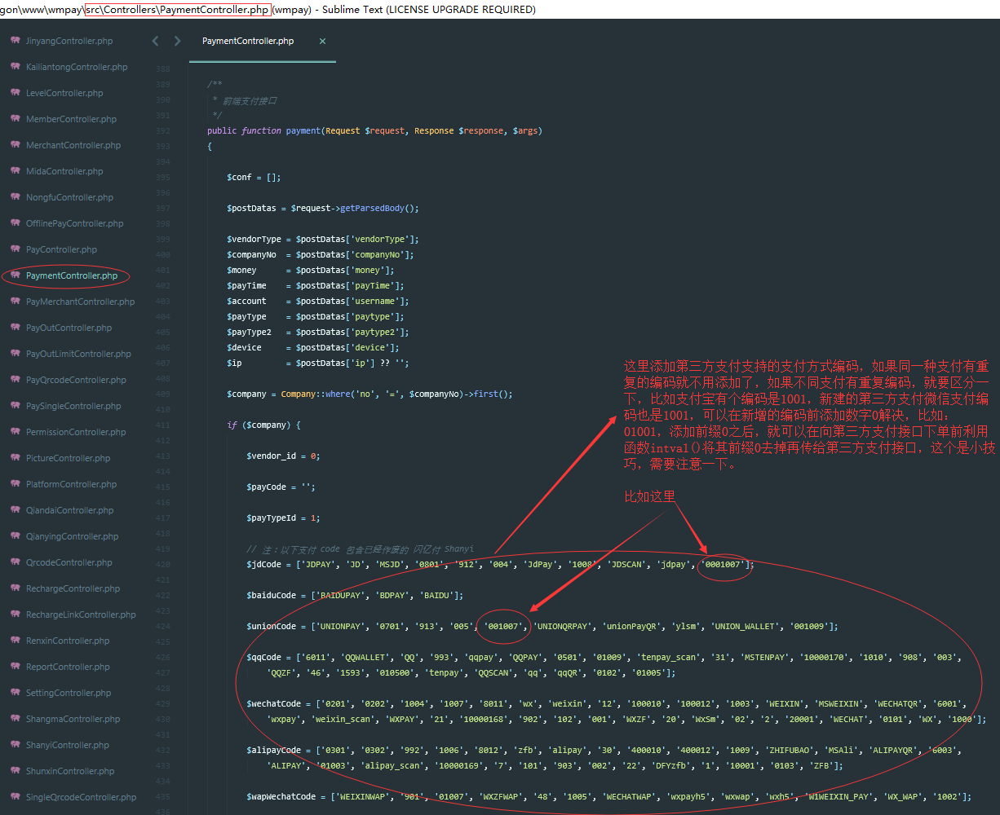 gon\www\wmpay\src\Controllers\PaymentController.php (wmpay) - Sublime Text (LICENSE UPGRADE REQUIRED)
JinyangController.php
KailiantongController.php
LevelController.php
MemberController.php
MerchantController.php
MidaController.php
NongfuController.php
OfflinePayController.php
PayController.php
PaymentController.php
PayMerchantController.php
PayOutController.php
PayOutLimitController.php
PayQrcodeController.php
PaySingleController.php
PermissionController.php
PictureController.php
PlatformController.php
QiandaiController.php
QianyingController.php
QrcodeController.php
RechargeController.php
RechargeLinkController.php
RenxinController.php
ReportController.php
SettingController.php
ShangmaController.php
ShanyiController.php
ShunxinController.php
SingleQrcodeController.php
PaymentController.php ×
388
389 /**
390 * 前端支付接口
391 */
392 public function payment(Request $request, Response $response, $args)
393 {
394
395 $conf = [];
396
397 $postDatas = $request->getParsedBody();
398
399 $vendorType = $postDatas['vendorType'];
400 $companyNo = $postDatas['companyNo'];
401 $money = $postDatas['money'];
402 $payTime = $postDatas['payTime'];
403 $account = $postDatas['username'];
404 $payType = $postDatas['paytype'];
405 $payType2 = $postDatas['paytype2'];
406 $device = $postDatas['device'];
407 $ip = $postDatas['ip'] ?? '';
408
409 $company = Company::where('no', '=', $companyNo)->first();
410
411 if ($company) {
412
413 $vendor_id = 0;
414
415 $payCode = '';
416
417 $payTypeId = 1;
418
419 // 注：以下支付 code 包含已经作废的 闪亿付 Shanyi
420 $jdCode = ['JDPAY', 'JD', 'MSJD', '0801', '912', '004', 'JdPay', '1008', 'JDSCAN', 'jdpay', '0001007'];
421
422 $baiduCode = ['BAIDUPAY', 'BDPAY', 'BAIDU'];
423
424 $unionCode = ['UNIONPAY', '0701', '913', '005', '001007', 'UNIONQRPAY', 'unionPayQR', 'ylsm', 'UNION_WALLET', '001009'];
425
426 $qqCode = ['6011', 'QQWALLET', 'QQ', '993', 'qqpay', 'QQPAY', '0501', '01009', 'tenpay_scan', '31', 'MSTENPAY', '10000170', '1010', '908', '003',
427 'QQZF', '46', '1593', '010500', 'tenpay', 'QQSCAN', 'qq', 'qqQR', '0102', '01005'];
428
429 $wechatCode = ['0201', '0202', '1004', '1007', '8011', 'wx', 'weixin', '12', '100010', '100012', '1003', 'WEIXIN', 'MSWEIXIN', 'WECHATQR', '6001',
430 'wxpay', 'weixin_scan', 'WXPAY', '21', '10000168', '902', '102', '001', 'WXZF', '20', 'WxSm', '02', '2', '20001', 'WECHAT', '0101', 'WX', '1000'];
431
432 $alipayCode = ['0301', '0302', '992', '1006', '8012', 'zfb', 'alipay', '30', '400010', '400012', '1009', 'ZHIFUBAO', 'MSAli', 'ALIPAYQR', '6003',
433 'ALIPAY', '01003', 'alipay_scan', '10000169', '7', '101', '903', '002', '22', 'DFYzfb', '1', '10001', '0103', 'ZFB'];
434
435 $wapWechatCode = ['WEIXINWAP', '901', '01007', 'WXZFWAP', '48', '1005', 'WECHATWAP', 'wxpayh5', 'wxwap', 'wxh5', 'W1WEIXIN_PAY', 'WX_WAP', '1002'];
436
这里添加第三方支付支持的支付方式编码，如果同一种支付有重
复的编码就不用添加了，如果不同支付有重复编码，就要区分一
下，比如支付宝有个编码是1001，新建的第三方支付微信支付编
码也是1001，可以在新增的编码前添加数字0解决，比如：
01001，添加前缀0之后，就可以在向第三方支付接口下单前利用
函数intval()将其前缀0去掉再传给第三方支付接口，这个是小技
巧，需要注意一下。
比如这里